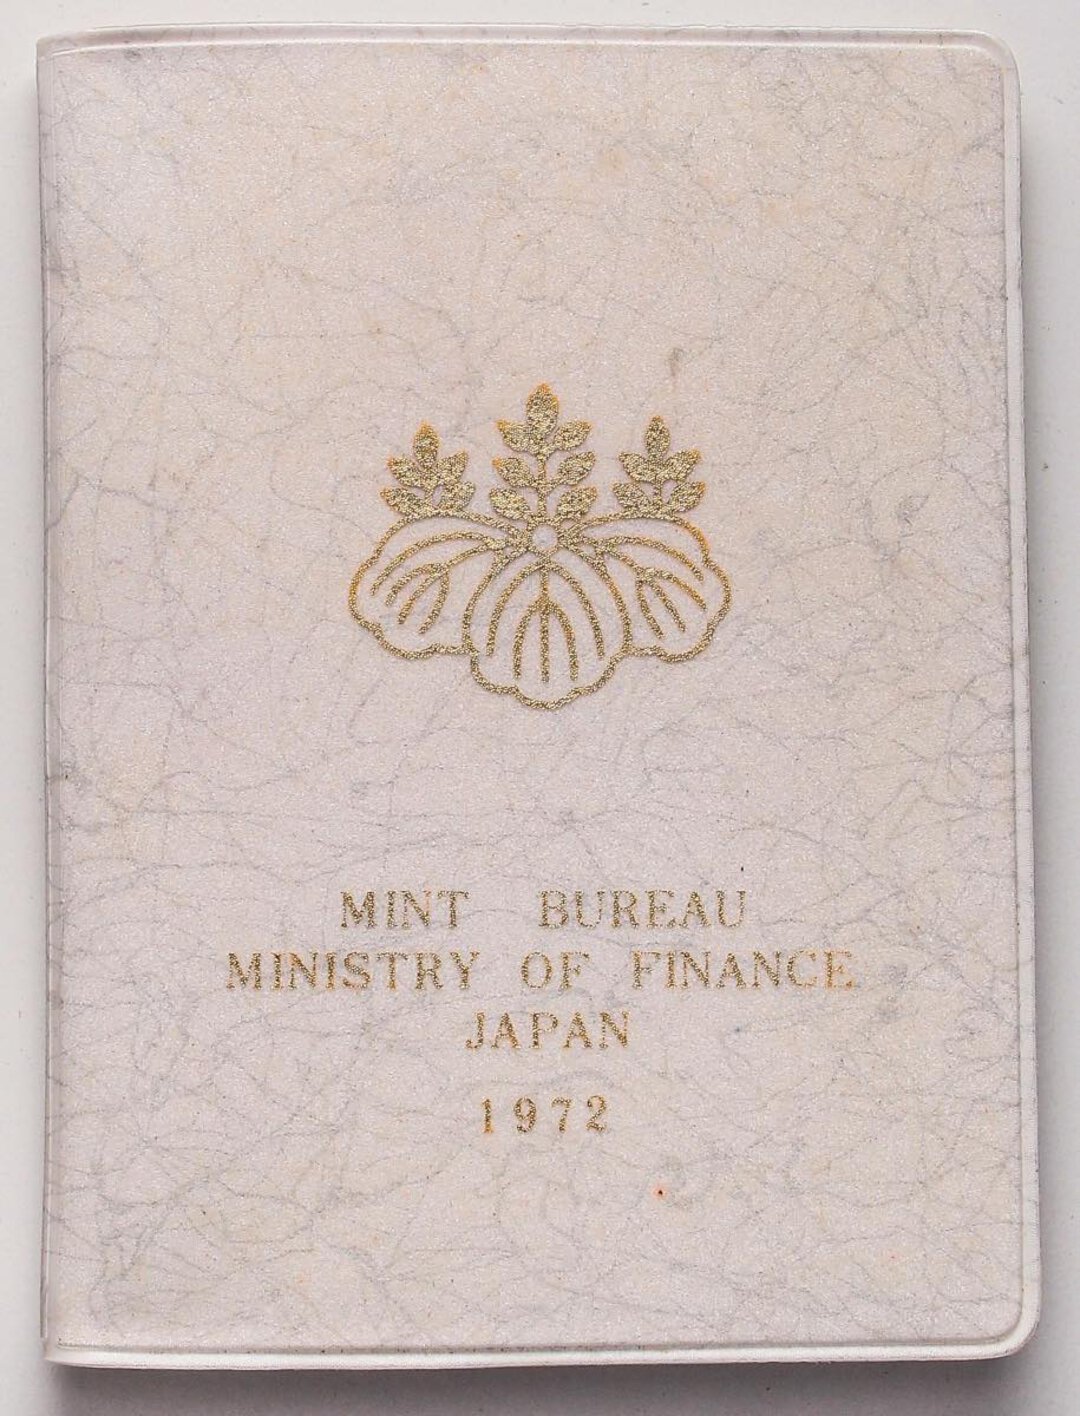 MINT BUREAU
MINISTRY OF FINANCE
JAPAN
1972